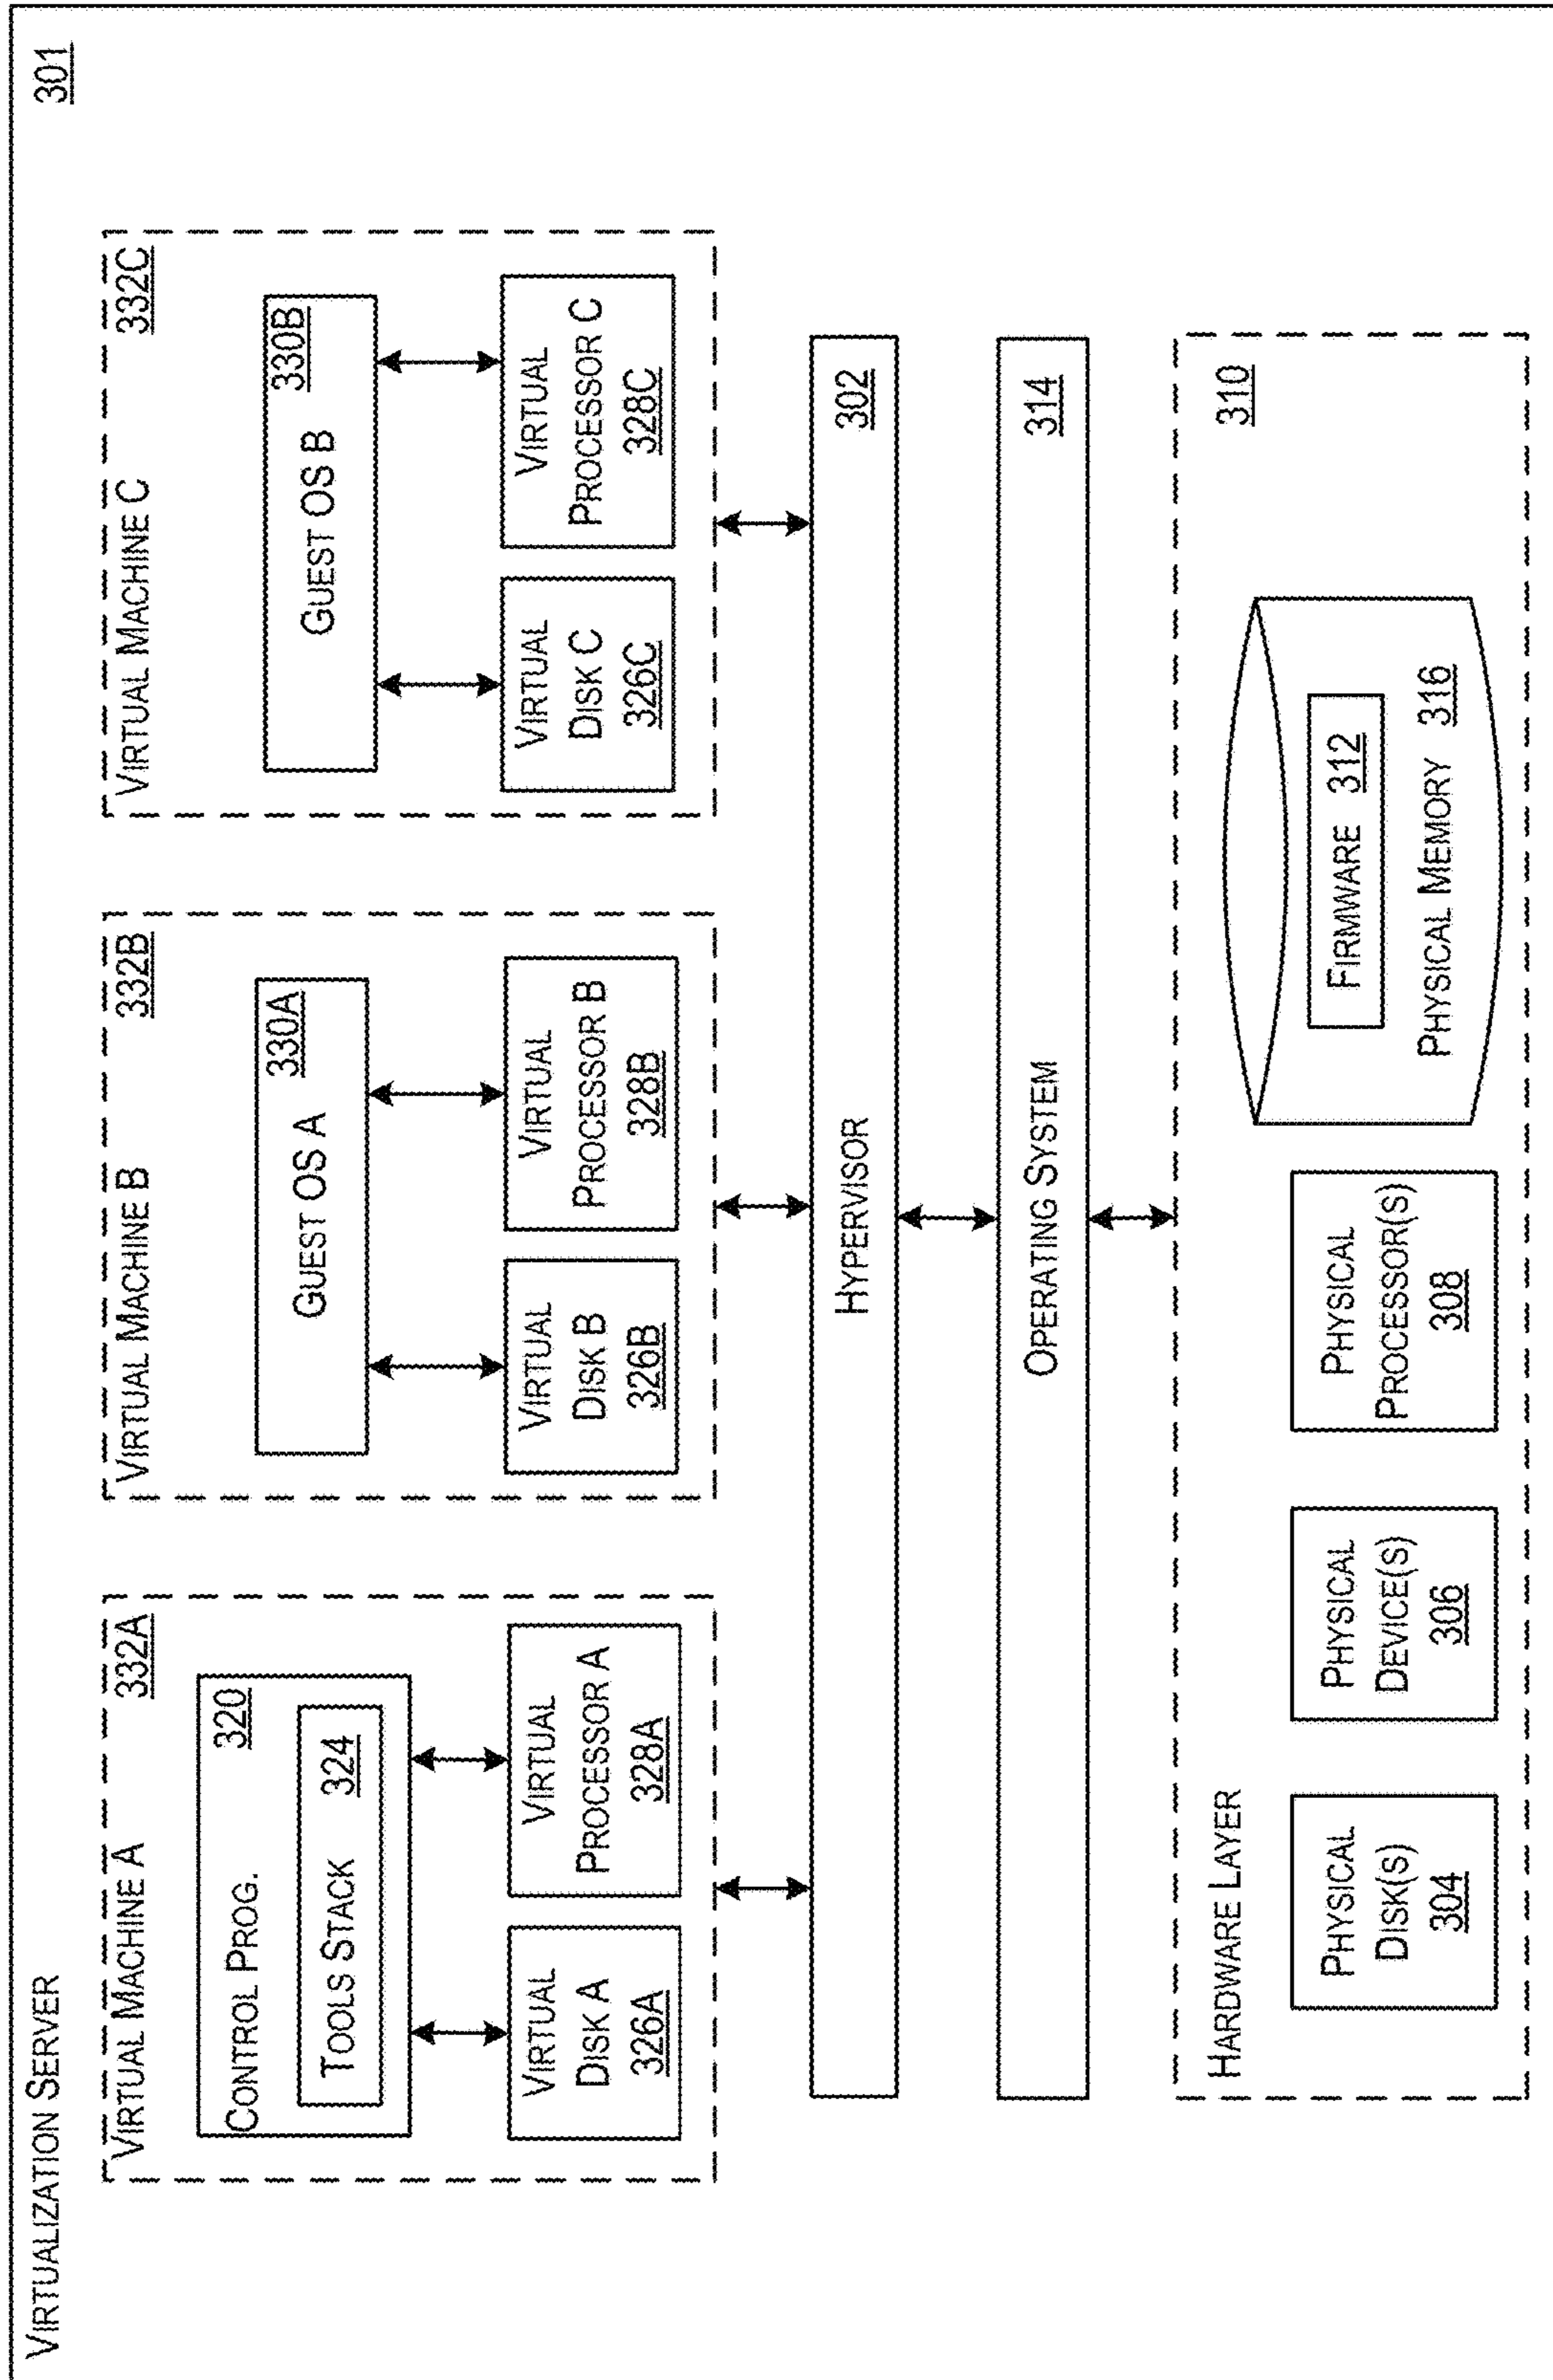 VIRTUALIZATION SERVER
301
VIRTUAL MACHINE A
332A
CONTROL PROG.
320
TOOLS STACK
324
VIRTUAL
DISK A
326A
VIRTUAL
PROCESSOR A
328A
VIRTUAL MACHINE B
332B
GUEST OS A
330A
VIRTUAL
DISK B
326B
VIRTUAL
PROCESSOR B
328B
VIRTUAL MACHINE C
332C
GUEST OS B
330B
VIRTUAL
DISK C
326C
VIRTUAL
PROCESSOR C
328C
HYPERVISOR
302
OPERATING SYSTEM
314
HARDWARE LAYER
310
PHYSICAL
DISK(S)
304
PHYSICAL
DEVICE(S)
306
PHYSICAL
PROCESSOR(S)
308
FIRMWARE 312
PHYSICAL MEMORY 316